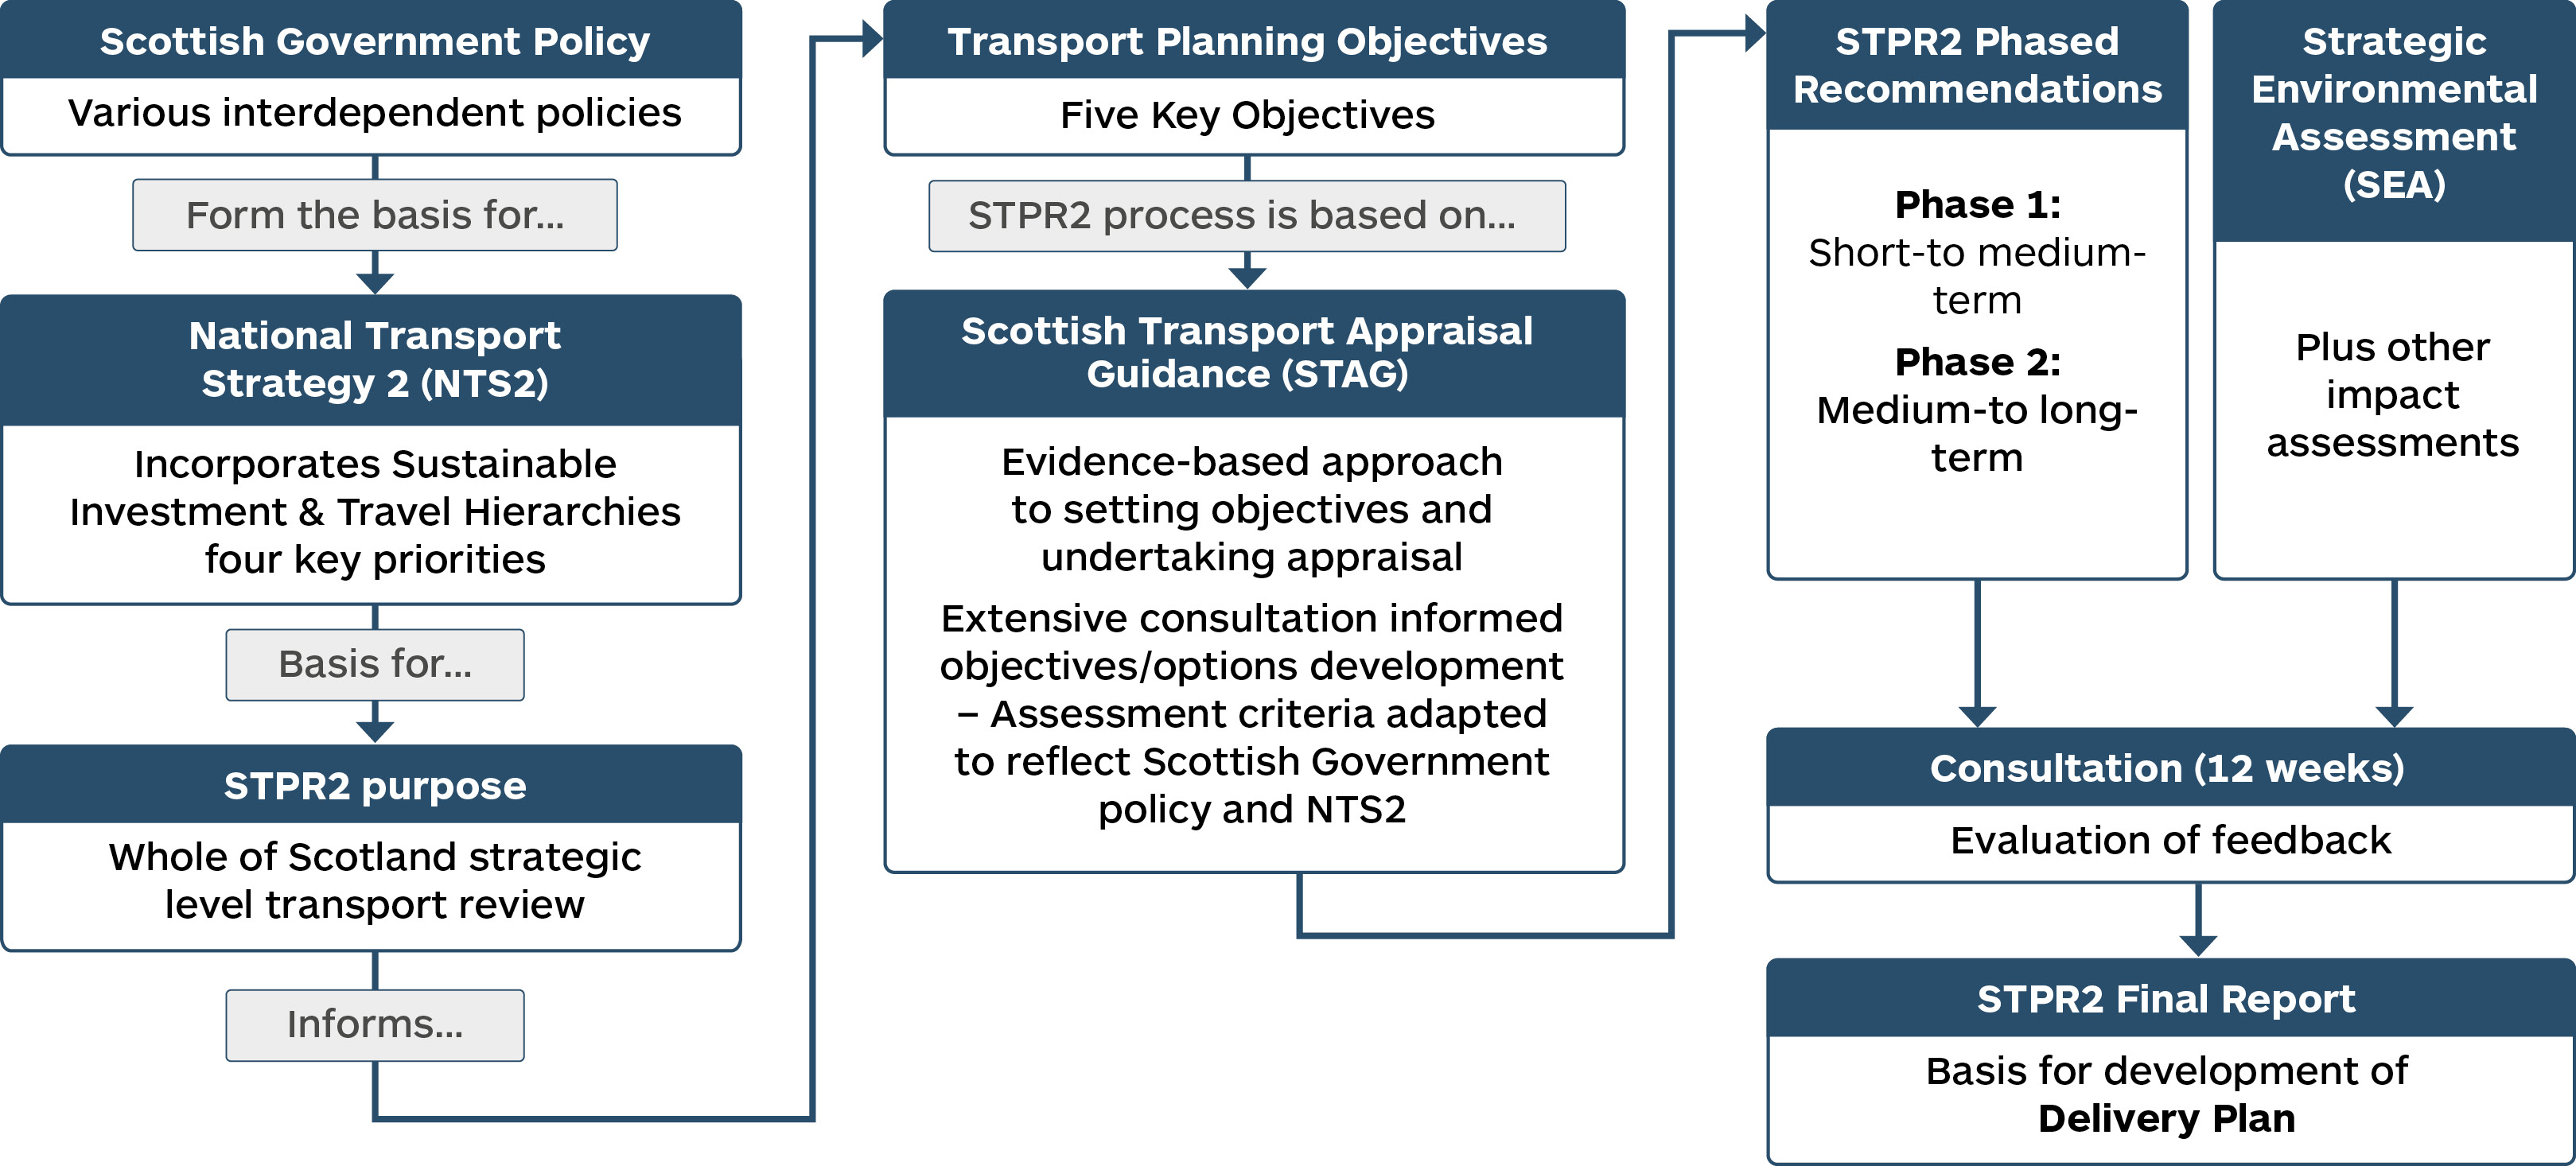 Scottish Government Policy
Various interdependent policies
Form the basis for...
National Transport
Strategy 2 (NTS2)
Incorporates Sustainable
Investment & Travel Hierarchies
four key priorities
Basis for...
STPR2 purpose
Whole of Scotland strategic
level transport review
Informs...
Transport Planning Objectives
Five Key Objectives
STPR2 process is based on...
Scottish Transport Appraisal
Guidance (STAG)
Evidence-based approach
to setting objectives and
undertaking appraisal
Extensive consultation informed
objectives/options development
– Assessment criteria adapted
to reflect Scottish Government
policy and NTS2
STPR2 Phased
Recommendations
Phase 1:
Short-to medium-
term
Phase 2:
Medium-to long-
term
Strategic
Environmental
Assessment
(SEA)
Plus other
impact
assessments
Consultation (12 weeks)
Evaluation of feedback
STPR2 Final Report
Basis for development of
Delivery Plan